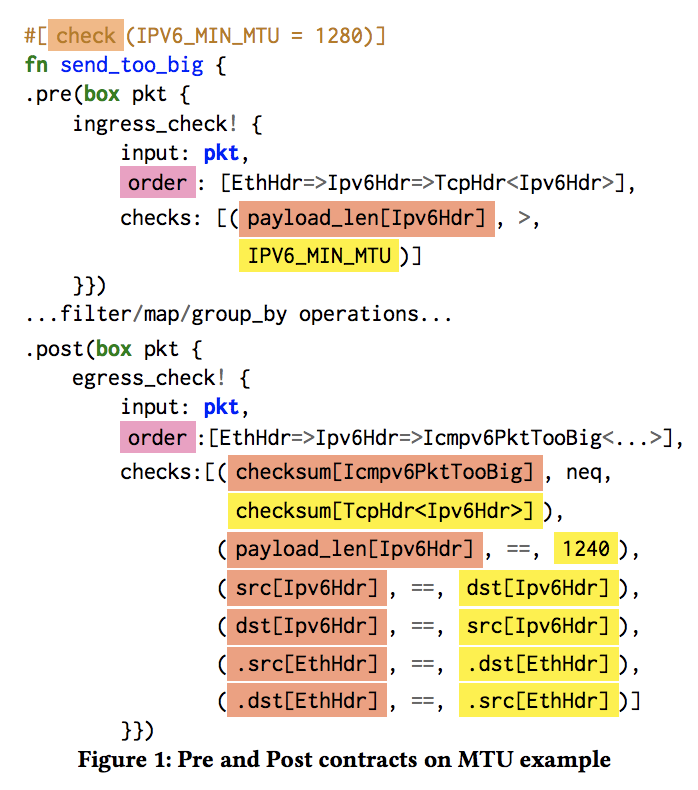 #[check(IPV6_MIN_MTU = 1280)]
fn send_too_big {
.pre(box pkt {
ingress_check! {
input: pkt,
order: [EthHdr=>Ipv6Hdr=>TcpHdr<Ipv6Hdr>],
checks: [(payload_len[Ipv6Hdr], >,
IPV6_MIN_MTU)]
}})
...filter/map/group_by operations...
.post(box pkt {
egress_check! {
input: pkt,
order:[EthHdr=>Ipv6Hdr=>Icmpv6PktTooBig<...>],
checks:[(checksum[Icmpv6PktTooBig], neq,
checksum[TcpHdr<Ipv6Hdr>]),
(payload_len[Ipv6Hdr], ==, 1240),
(src[Ipv6Hdr], ==, dst[Ipv6Hdr]),
(dst[Ipv6Hdr], ==, src[Ipv6Hdr]),
(.src[EthHdr], ==, .dst[EthHdr]),
(.dst[EthHdr], ==, .src[EthHdr])]
}})
Figure 1: Pre and Post contracts on MTU example